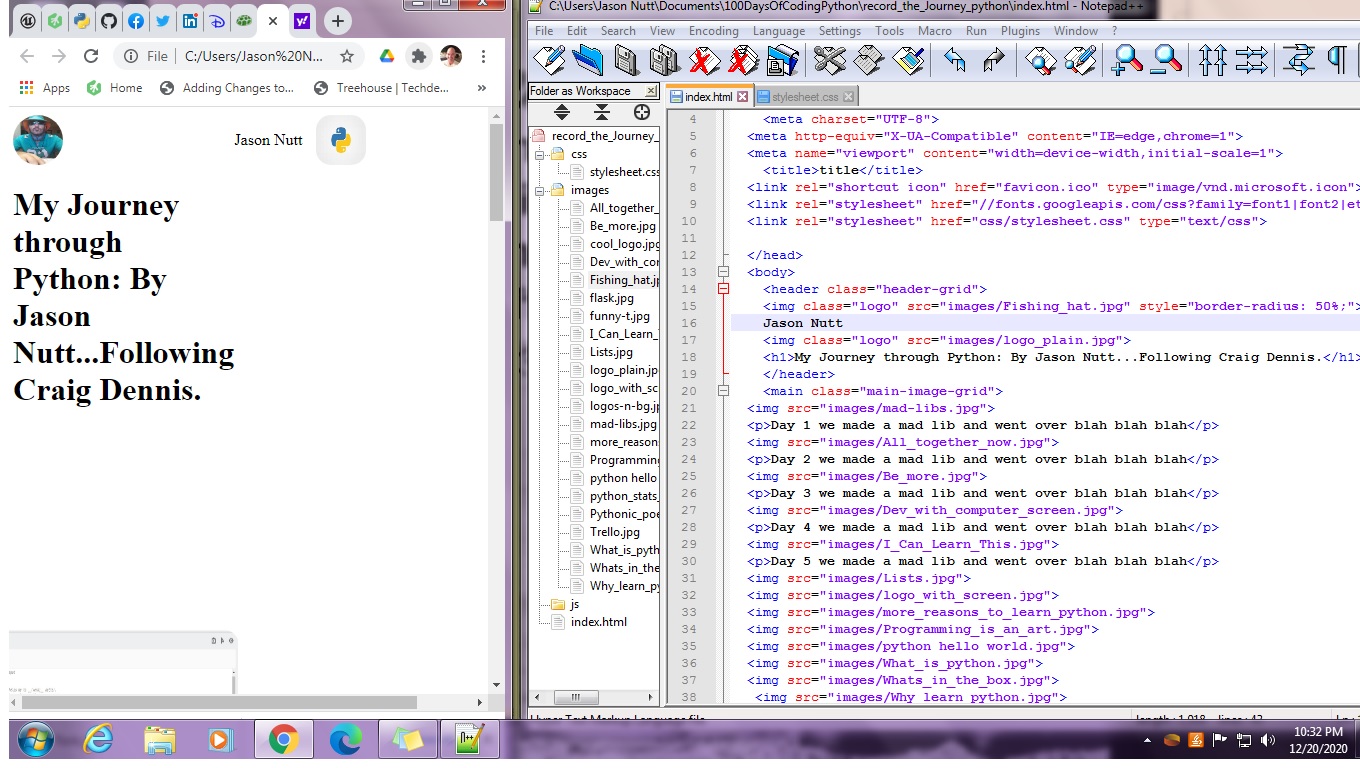 C:\Users\Jason Nutt\Documents\100DaysOfCodingPython\record_the_Journey_python\index.html - Notepad++
File Edit Search View Encoding Language Settings Tools Macro Run Plugins Window ?
File C:/Users/Jason%20N...
Apps Home Adding Changes to... Treehouse | Techde... »
Jason Nutt
My Journey
through
Python: By
Jason
Nutt...Following
Craig Dennis.
Folder as Workspace
record_the_Journey_
css
stylesheet.css
images
All_together_
Be_more.jpg
cool_logo.jpg
Dev_with_con
Fishing_hat.jp
flask.jpg
funny-t.jpg
I_Can_Learn_
Lists.jpg
logo_plain.jpg
logo_with_sc
logos-n-bg.jp
mad-libs.jpg
more_reason
Programming
python hello
python_stats_
Pythonic_poe
Trello.jpg
What_is_pyth
Whats_in_the
Why_learn_py
js
index.html
index.html stylesheet.css
4 <meta charset="UTF-8">
5 <meta http-equiv="X-UA-Compatible" content="IE=edge,chrome=1">
6 <meta name="viewport" content="width=device-width,initial-scale=1">
7 <title>title</title>
8 <link rel="shortcut icon" href="favicon.ico" type="image/vnd.microsoft.icon">
9 <link rel="stylesheet" href="//fonts.googleapis.com/css?family=font1|font2|et
10 <link rel="stylesheet" href="css/stylesheet.css" type="text/css">
11
12 </head>
13 <body>
14 <header class="header-grid">
15 <img class="logo" src="images/Fishing_hat.jpg" style="border-radius: 50%;">
16 Jason Nutt
17 <img class="logo" src="images/logo_plain.jpg">
18 <h1>My Journey through Python: By Jason Nutt...Following Craig Dennis.</h1>
19 </header>
20 <main class="main-image-grid">
21 <img src="images/mad-libs.jpg">
22 <p>Day 1 we made a mad lib and went over blah blah blah</p>
23 <img src="images/All_together_now.jpg">
24 <p>Day 2 we made a mad lib and went over blah blah blah</p>
25 <img src="images/Be_more.jpg">
26 <p>Day 3 we made a mad lib and went over blah blah blah</p>
27 <img src="images/Dev_with_computer_screen.jpg">
28 <p>Day 4 we made a mad lib and went over blah blah blah</p>
29 <img src="images/I_Can_Learn_This.jpg">
30 <p>Day 5 we made a mad lib and went over blah blah blah</p>
31 <img src="images/Lists.jpg">
32 <img src="images/logo_with_screen.jpg">
33 <img src="images/more_reasons_to_learn_python.jpg">
34 <img src="images/Programming_is_an_art.jpg">
35 <img src="images/python hello world.jpg">
36 <img src="images/What_is_python.jpg">
37 <img src="images/Whats_in_the_box.jpg">
38 <img src="images/Why learn python.jpg">
10:32 PM
12/20/2020